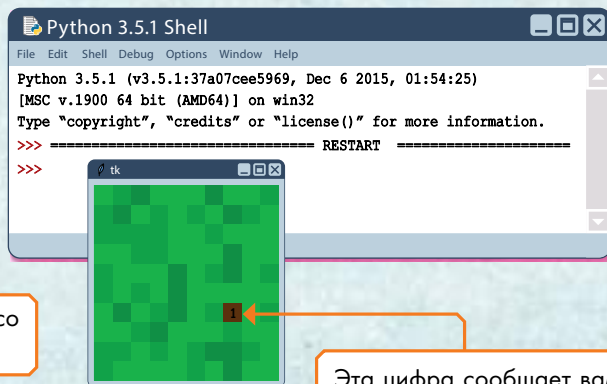 Python 3.5.1 Shell
File Edit Shell Debug Options Window Help
Python 3.5.1 (v3.5.1:37a07cee5969, Dec 6 2015, 01:54:25)
[MSC v.1900 64 bit (AMD64)] on win32
Type “copyright”, “credits” or “license()” for more information.
>>> ================================ RESTART =====================
>>>
tk
1
со
Эта цифра сообщает вам